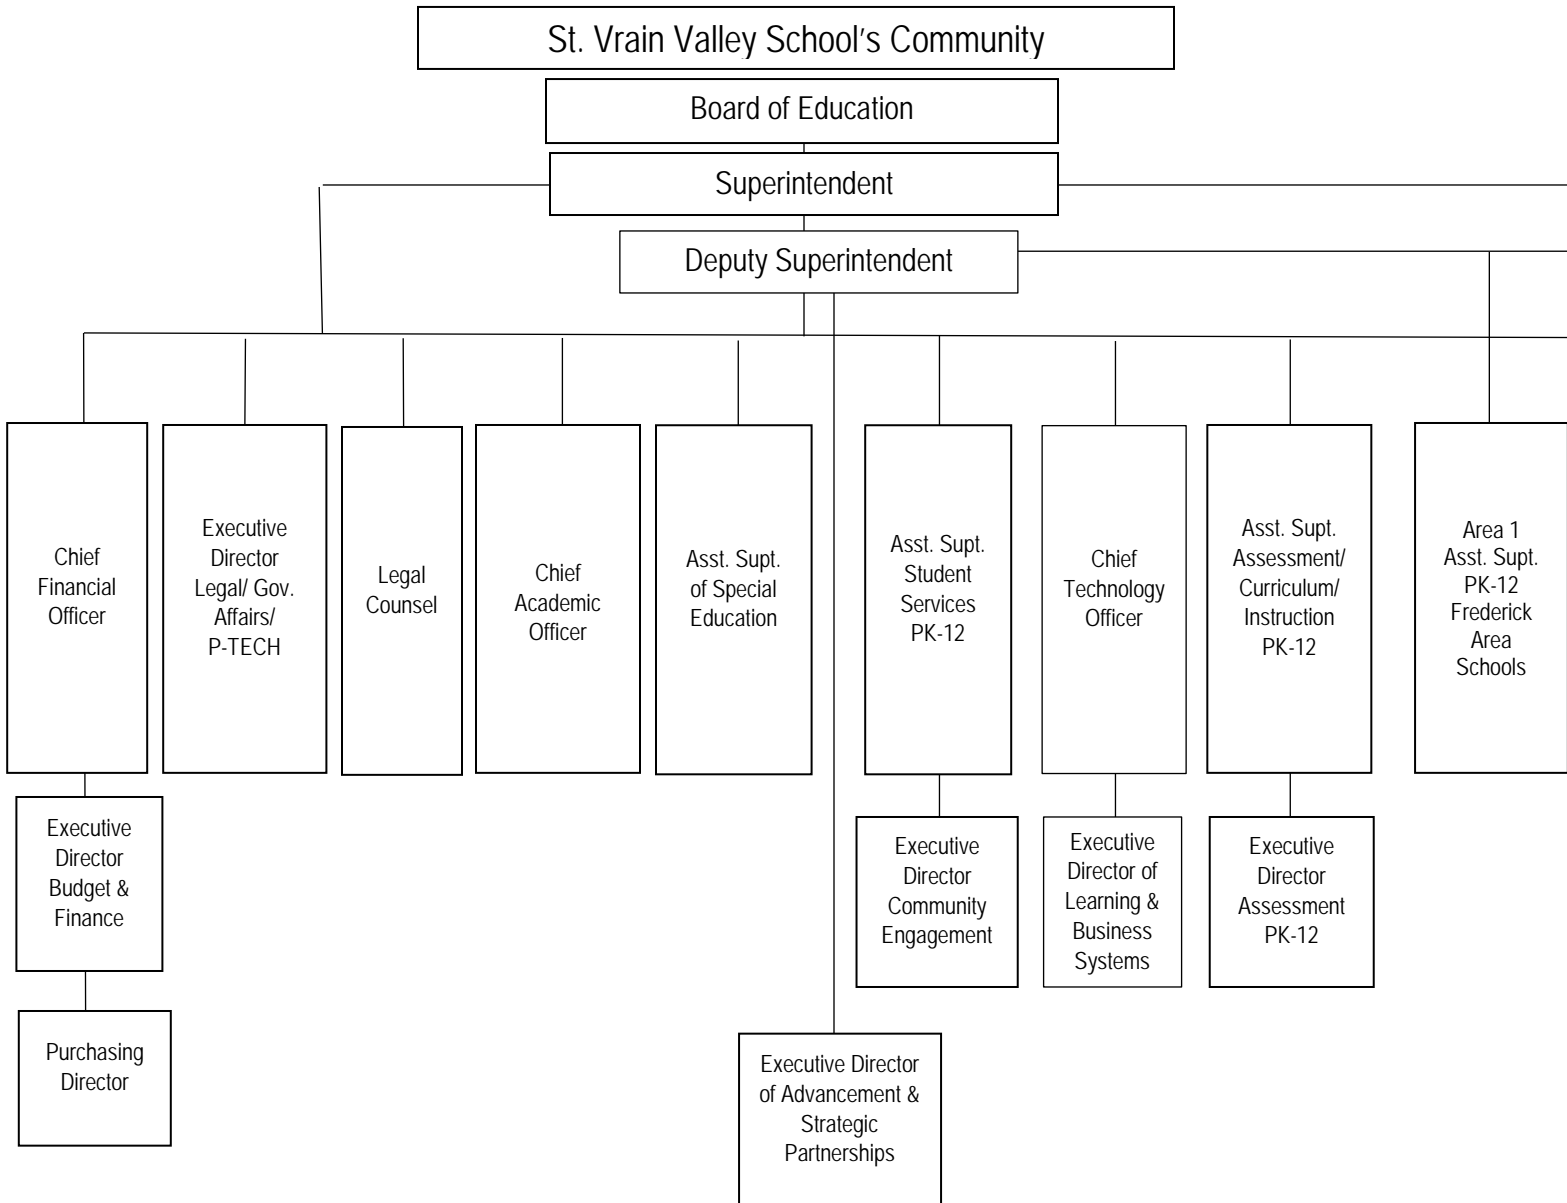 St. Vrain Valley School's Community
Board of Education
Superintendent
Deputy Superintendent
Chief
Financial
Officer
Executive
Director
Legal/ Gov.
Affairs/
P-TECH
Legal
Counsel
Chief
Academic
Officer
Asst. Supt.
of Special
Education
Asst. Supt.
Student
Services
PK-12
Chief
Technology
Officer
Asst. Supt.
Assessment/
Curriculum/
Instruction
PK-12
Area 1
Asst. Supt.
PK-12
Frederick
Area
Schools
Executive
Director
Budget &
Finance
Executive
Director
Community
Engagement
Executive
Director of
Learning &
Business
Systems
Executive
Director
Assessment
PK-12
Purchasing
Director
Executive Director
of Advancement &
Strategic
Partnerships